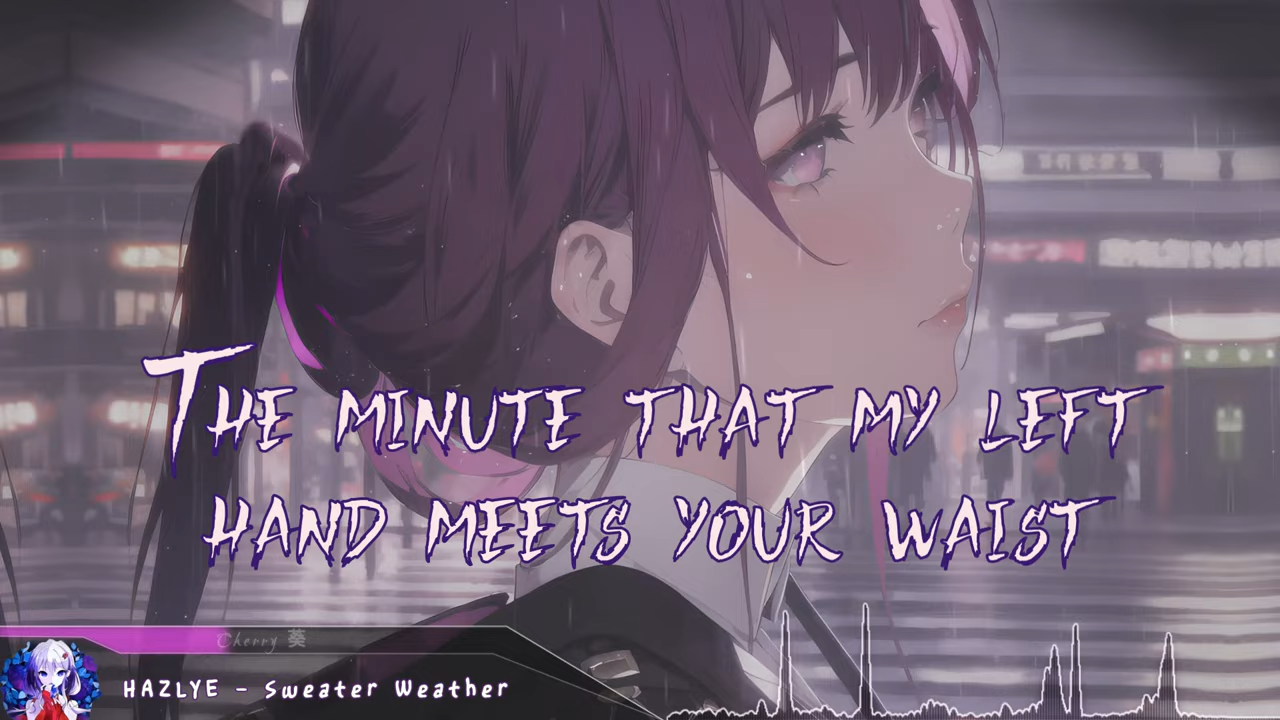 The minute that my left
hand meets your waist
Cherry 葵
HAZLYE - Sweater Weather